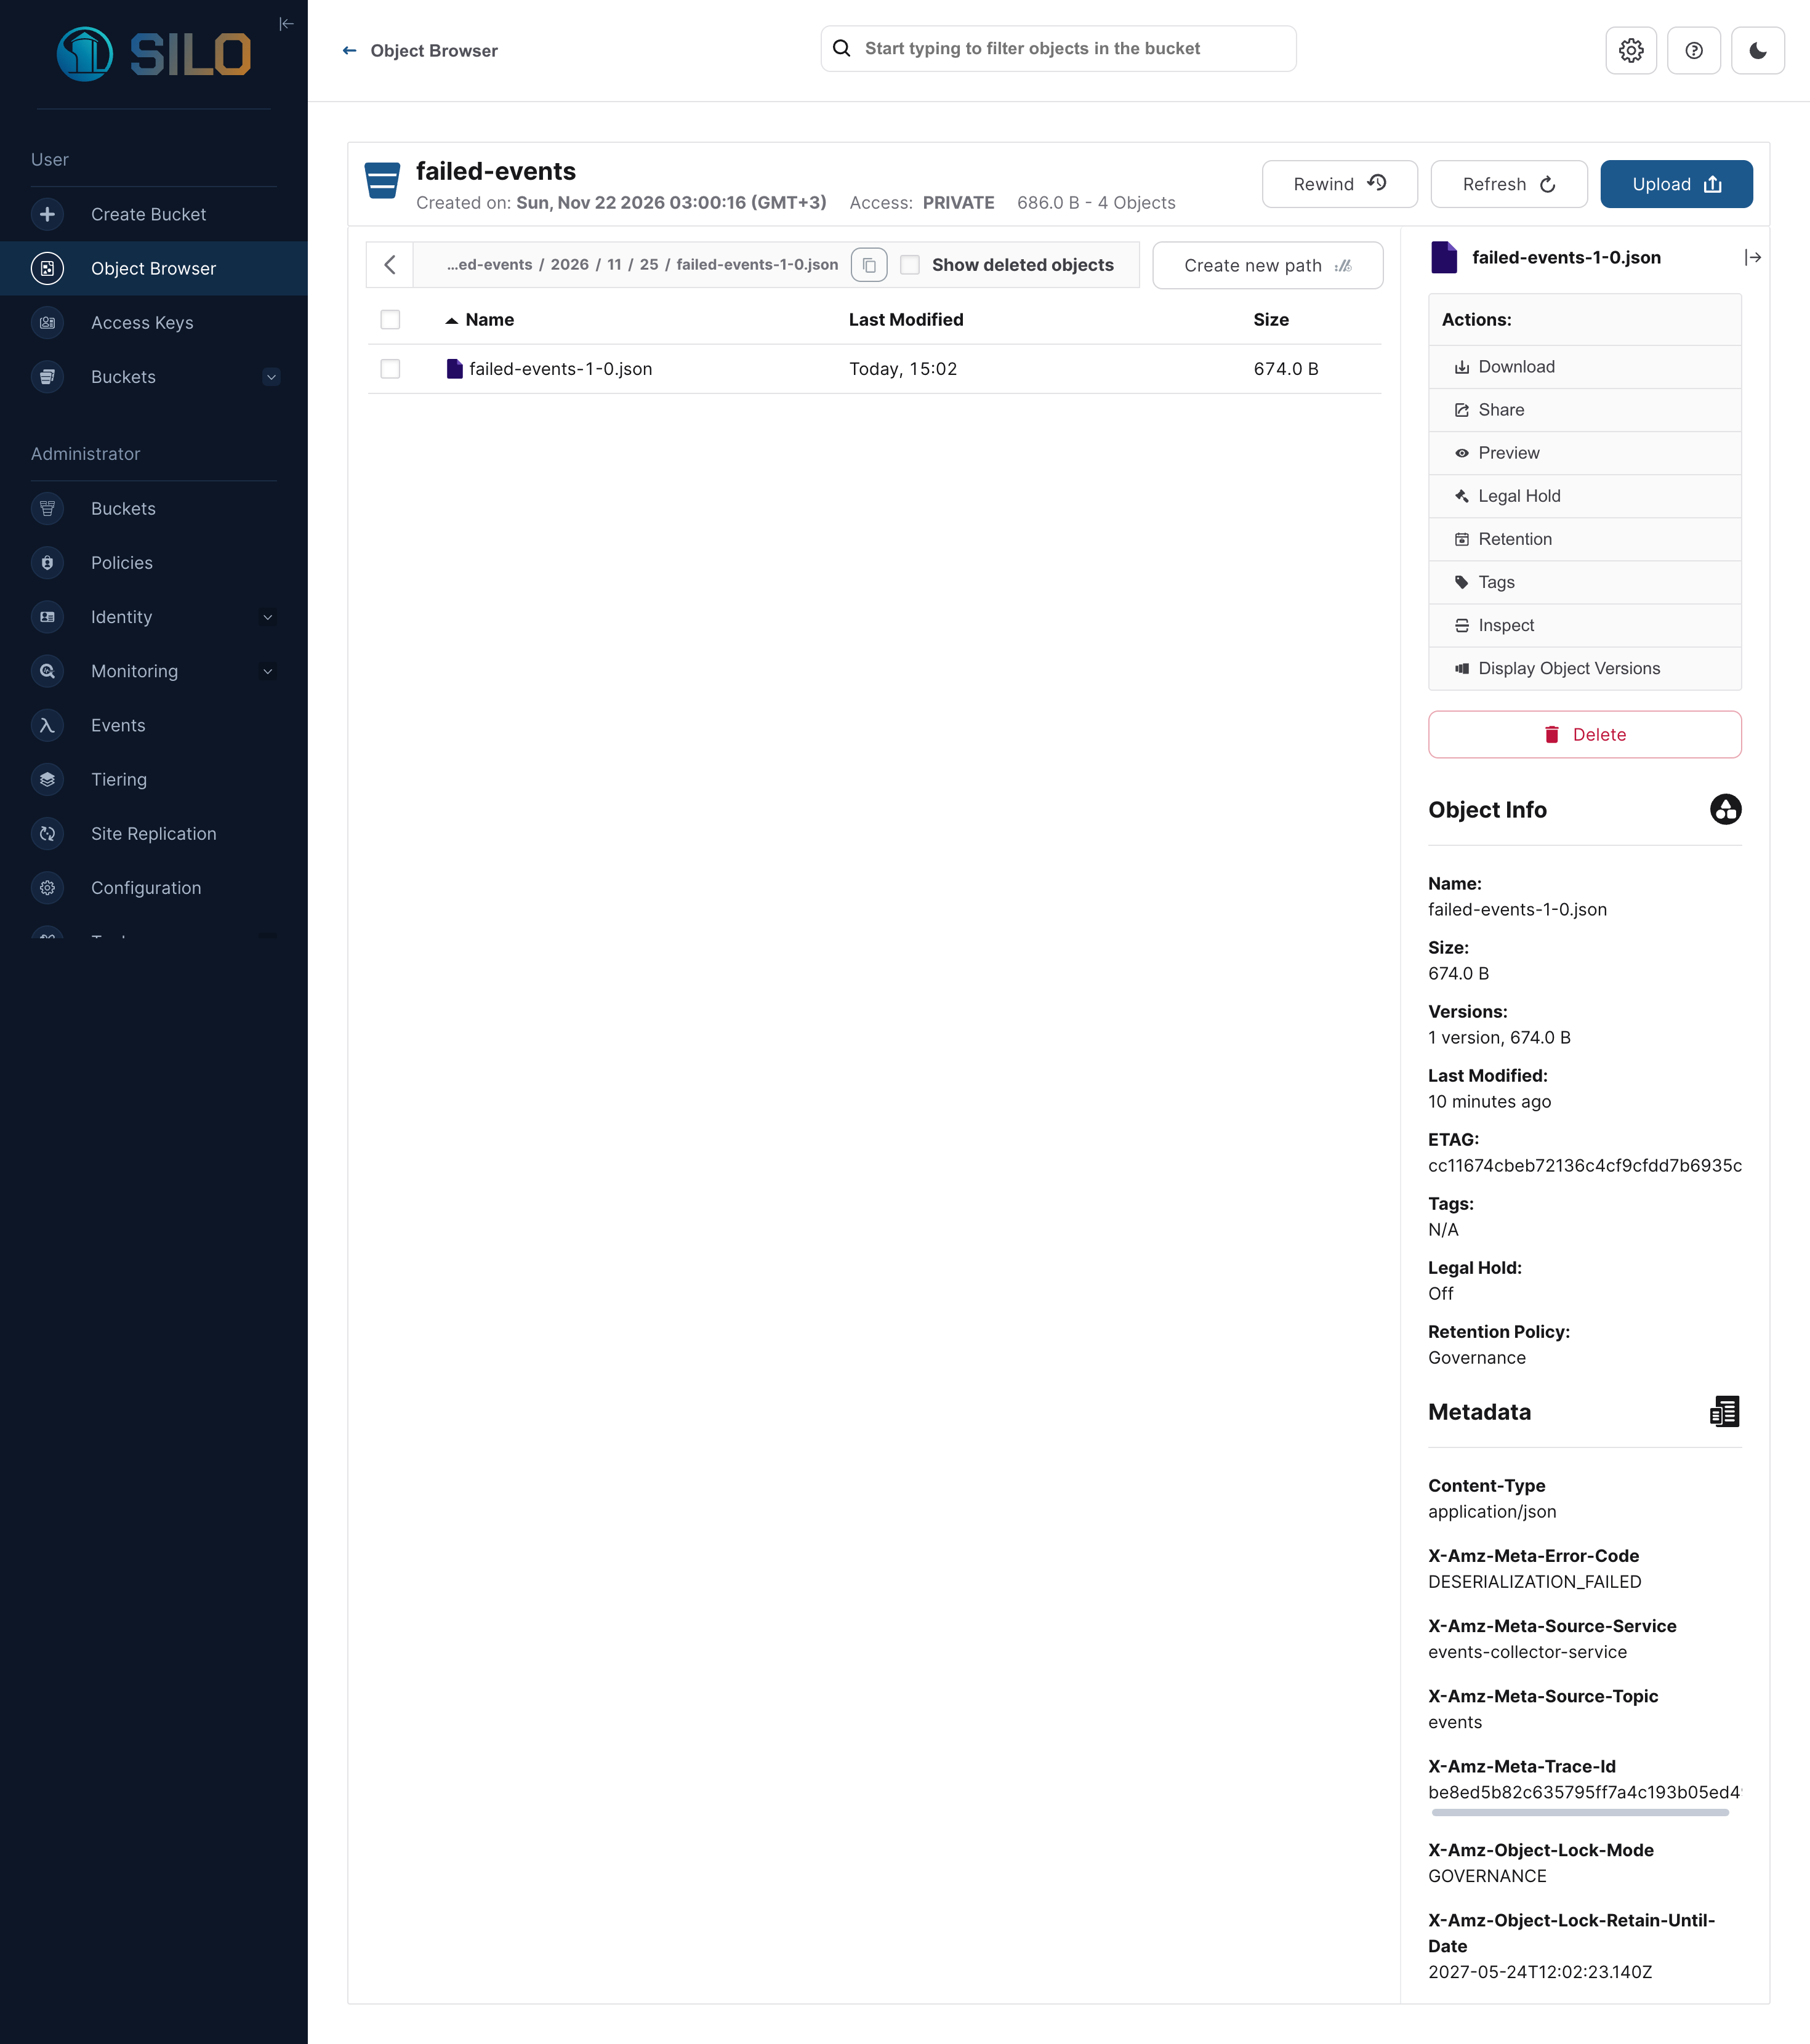 SILO
User
Create Bucket
Object Browser
Access Keys
Buckets
Administrator
Buckets
Policies
Identity
Monitoring
Events
Tiering
Site Replication
Configuration
Object Browser
Start typing to filter objects in the bucket
failed-events
Created on: Sun, Nov 22 2026 03:00:16 (GMT+3) Access: PRIVATE 686.0 B - 4 Objects
Rewind
Refresh
Upload
...ed-events / 2026 / 11 / 25 / failed-events-1-0.json
Show deleted objects
Create new path
Name Last Modified Size
failed-events-1-0.json Today, 15:02 674.0 B
failed-events-1-0.json
Actions:
Download
Share
Preview
Legal Hold
Retention
Tags
Inspect
Display Object Versions
Delete
Object Info
Name:
failed-events-1-0.json
Size:
674.0 B
Versions:
1 version, 674.0 B
Last Modified:
10 minutes ago
ETAG:
cc11674cbeb72136c4cf9cfdd7b6935c
Tags:
N/A
Legal Hold:
Off
Retention Policy:
Governance
Metadata
Content-Type
application/json
X-Amz-Meta-Error-Code
DESERIALIZATION_FAILED
X-Amz-Meta-Source-Service
events-collector-service
X-Amz-Meta-Source-Topic
events
X-Amz-Meta-Trace-Id
be8ed5b82c635795ff7a4c193b05ed4
X-Amz-Object-Lock-Mode
GOVERNANCE
X-Amz-Object-Lock-Retain-Until-
Date
2027-05-24T12:02:23.140Z